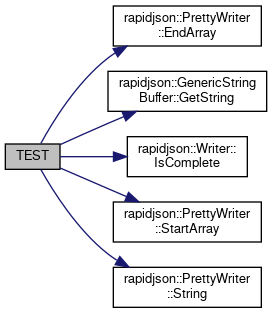 rapidjson::PrettyWriter
::EndArray
rapidjson::GenericString
Buffer::GetString
TEST
rapidjson::Writer::
IsComplete
rapidjson::PrettyWriter
::StartArray
rapidjson::PrettyWriter
::String